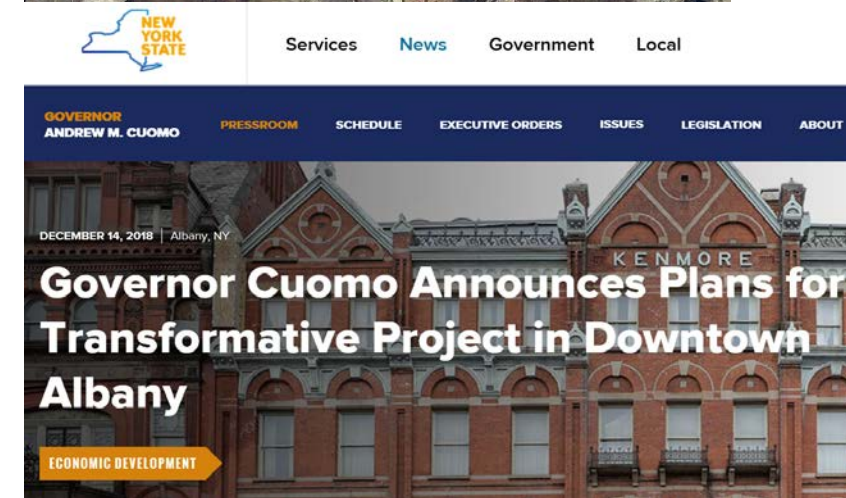 NEW
YORK
STATE
Services News Government Local
GOVERNOR
ANDREW M. CUOMO
PRESSROOM SCHEDULE EXECUTIVE ORDERS ISSUES LEGISLATION ABOUT
DECEMBER 14, 2018 | Albany, NY
KENMORE
Governor Cuomo Announces Plans for
Transformative Project in Downtown
Albany
ECONOMIC DEVELOPMENT